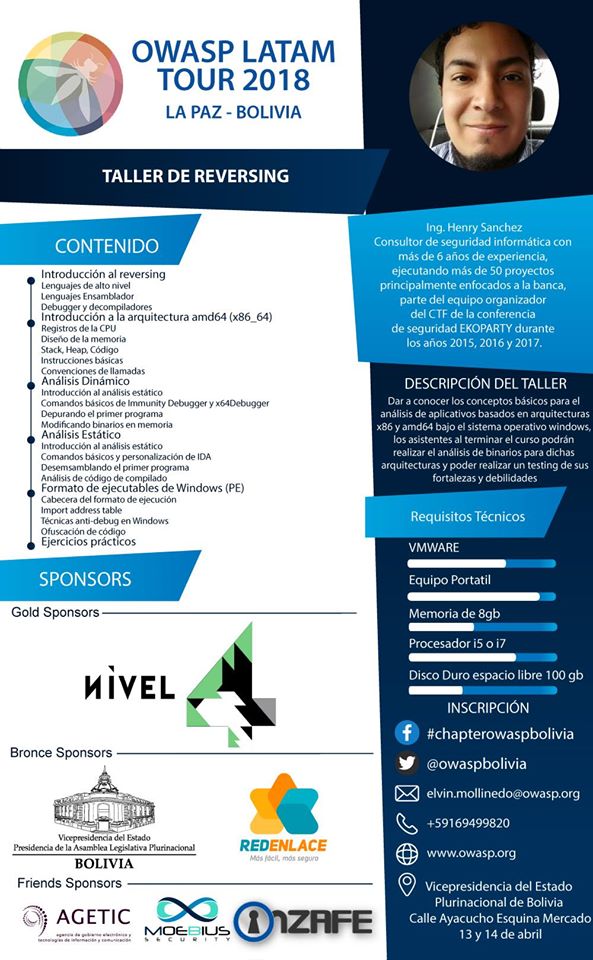 OWASP LATAM
TOUR 2018
LA PAZ - BOLIVIA
TALLER DE REVERSING
CONTENIDO
Introducción al reversing
Lenguajes de alto nivel
Lenguajes Ensamblador
Debugger y decompiladores
Introducción a la arquitectura amd64 (x86_64)
Registros de la CPU
Diseño de la memoria
Stack, Heap, Código
Instrucciones básicas
Convenciones de llamadas
Análisis Dinámico
Introducción al análisis estático
Comandos básicos de Immunity Debugger y x64Debugger
Depurando el primer programa
Modificando binarios en memoria
Análisis Estático
Introducción al análisis estático
Comandos básicos y personalización de IDA
Desemsamblando el primer programa
Análisis de código de compilado
Formato de ejecutables de Windows (PE)
Cabecera del formato de ejecución
Import address table
Técnicas anti-debug en Windows
Ofuscación de código
Ejercicios prácticos
SPONSORS
Gold Sponsors
NÌVEL 4
Bronce Sponsors
Vicepresidencia del Estado
Presidencia de Asamblea Legislativa Plurinacional
BOLIVIA
REDENLACE
Más fácil, más seguro
Friends Sponsors
AGETIC
agencia de gobierno electrónico y
tecnologías de información y comunicación
MOEBIUS
SECURITY
INZAFE
Ing. Henry Sanchez
Consultor de seguridad informática con
más de 6 años de experiencia,
ejecutando más de 50 proyectos
principalmente enfocados a la banca,
parte del equipo organizador
del CTF de la conferencia
de seguridad EKOPARTY durante
los años 2015, 2016 y 2017.
DESCRIPCIÓN DEL TALLER
Dar a conocer los conceptos básicos para el
análisis de aplicativos basados en arquitecturas
x86 y amd64 bajo el sistema operativo windows,
los asistentes al terminar el curso podrán
realizar el análisis de binarios para dichas
arquitecturas y poder realizar un testing de sus
fortalezas y debilidades
Requisitos Técnicos
VMWARE
Equipo Portatil
Memoria de 8gb
Procesador i5 o i7
Disco Duro espacio libre 100 gb
INSCRIPCIÓN
#chapterowaspbolivia
@owaspbolivia
elvin.mollinedo@owasp.org
+59169499820
www.owasp.org
Vicepresidencia del Estado
Plurinacional de Bolivia
Calle Ayacucho Esquina Mercado
13 y 14 de abril